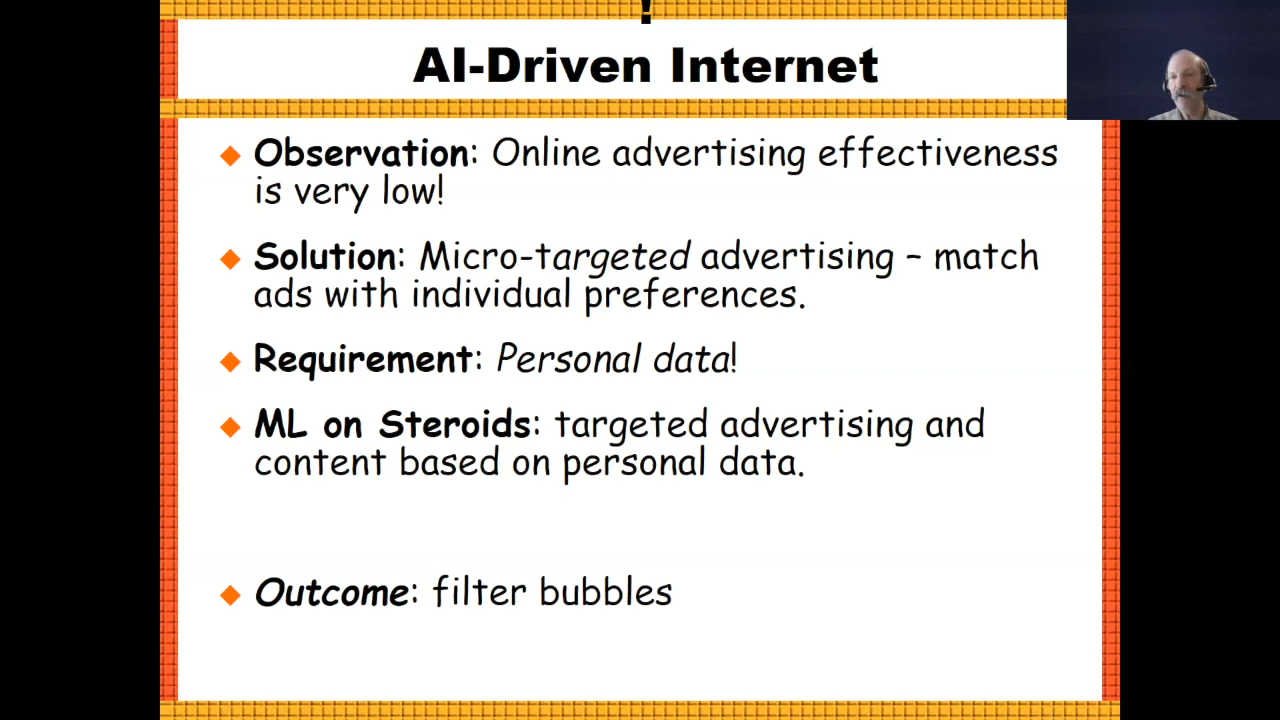 !
AI-Driven Internet
Observation: Online advertising effectiveness
is very low!
Solution: Micro-targeted advertising – match
ads with individual preferences.
Requirement: Personal data!
ML on Steroids: targeted advertising and
content based on personal data.
Outcome: filter bubbles